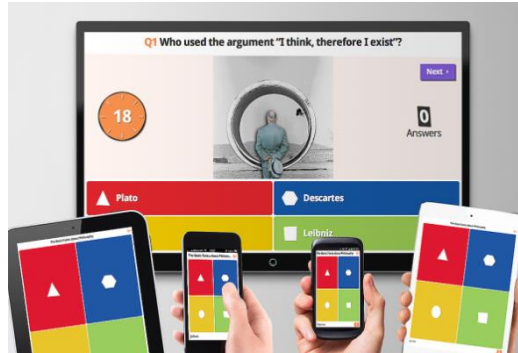 Q1 Who used the argument "I think, therefore I exist"?
Next
18
0
Answers
Plato
Descartes
Leibniz